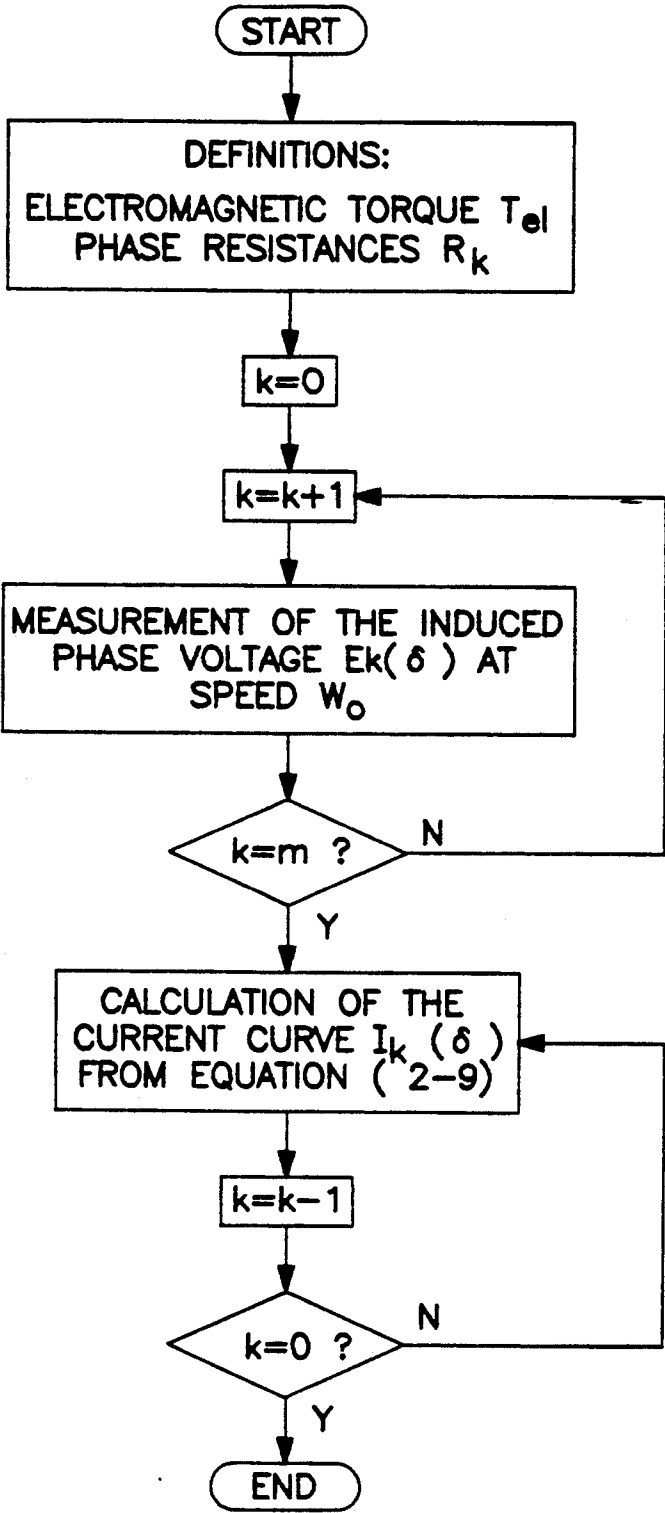 START
DEFINITIONS:
ELECTROMAGNETIC TORQUE Tel
PHASE RESISTANCES Rk
k=0
k=k+1
MEASUREMENT OF THE INDUCED
PHASE VOLTAGE Ek(δ) AT
SPEED Wo
k=m ?
N
Y
CALCULATION OF THE
CURRENT CURVE Ik (δ)
FROM EQUATION (2-9)
k=k-1
k=0 ?
N
Y
END